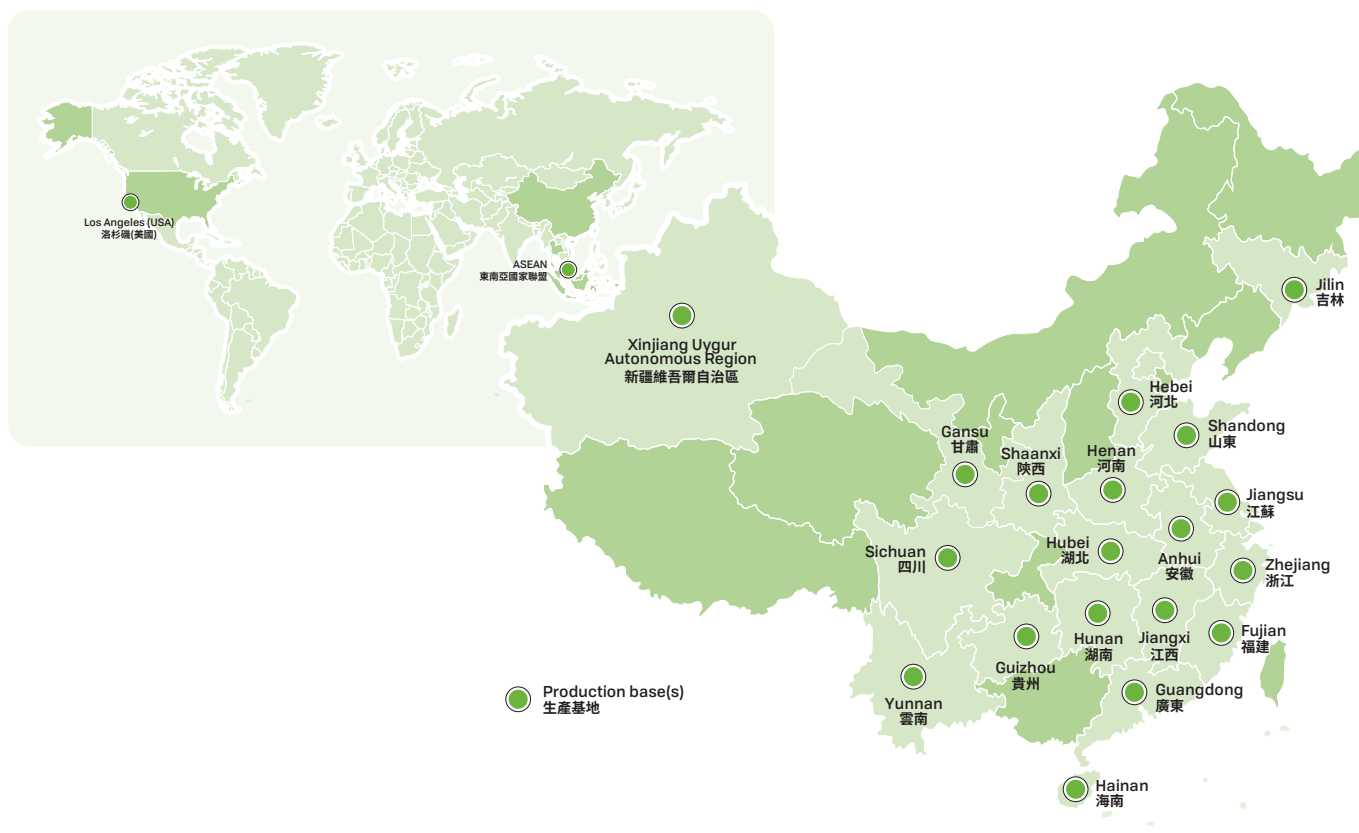 Los Angeles (USA)
洛杉磯(美國)
ASEAN
東南亞國家聯盟
Xinjiang Uygur
Autonomous Region
新疆維吾爾自治區
Jilin
吉林
Hebei
河北
Shandong
山東
Gansu
甘肅
Shaanxi
陝西
Henan
河南
Jiangsu
江蘇
Sichuan
四川
Hubei
湖北
Anhui
安徽
Zhejiang
浙江
Hunan
湖南
Jiangxi
江西
Fujian
福建
Guizhou
貴州
Yunnan
雲南
Guangdong
廣東
Production base(s)
生產基地
Hainan
海南